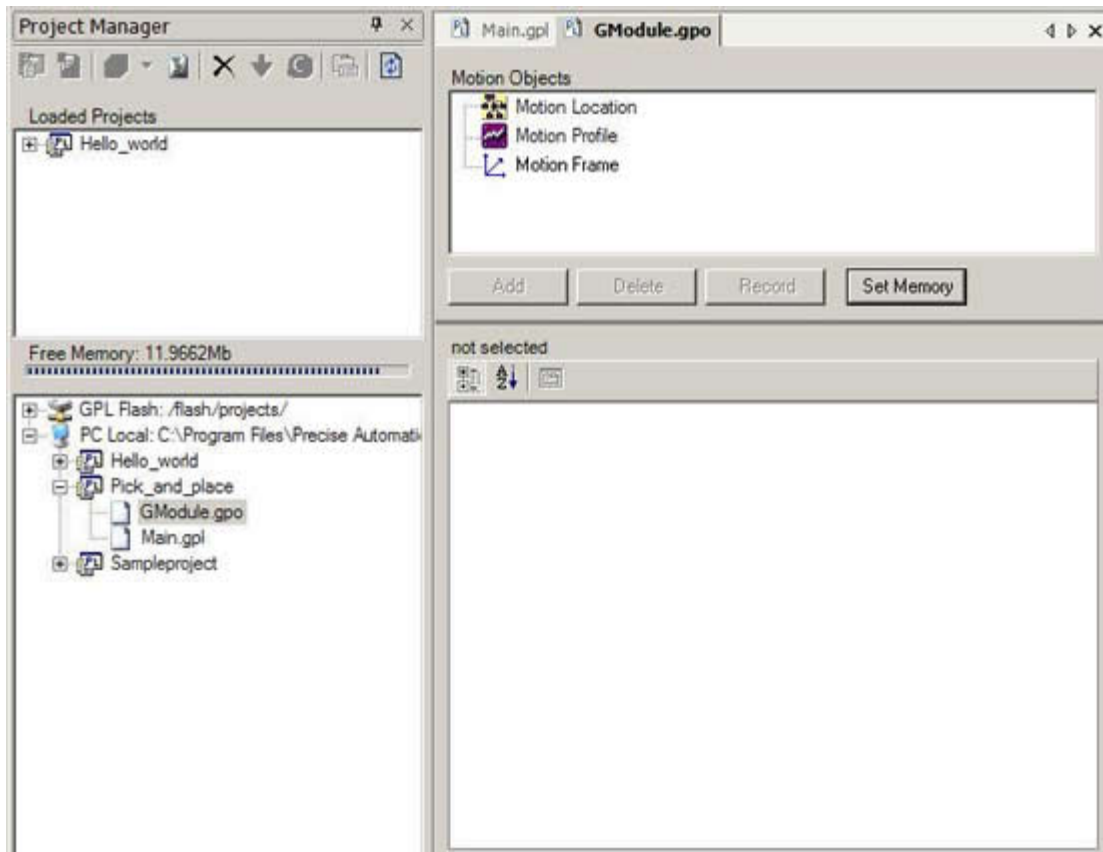 Project Manager
Loaded Projects
Hello_world
Free Memory: 11.9662Mb
GPL Flash: /flash/projects/
PC Local: C:\Program Files\Precise Automati
Hello_world
Pick_and_place
GModule.gpo
Main.gpl
Sampleproject
Main.gpl GModule.gpo
Motion Objects
Motion Location
Motion Profile
Motion Frame
Add Delete Record Set Memory
not selected